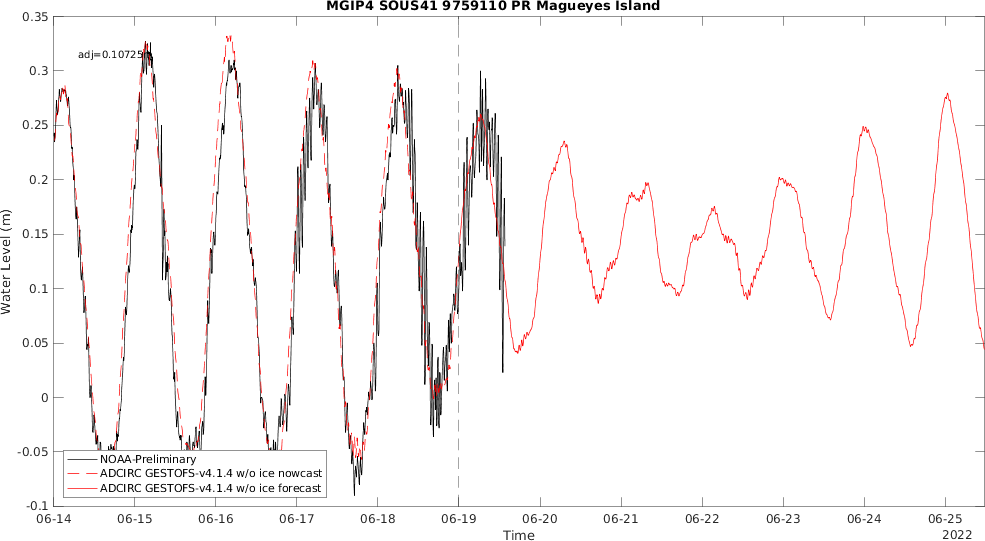 MGIP4 SOUS41 9759110 PR Magueyes Island
0.35
0.3
0.25
0.2
0.15
0.1
0.05
0
-0.05
-0.1
Water Level (m)
adj=0.10725
NOAA-Preliminary
ADCIRC GESTOFS-v4.1.4 w/o ice nowcast
ADCIRC GESTOFS-v4.1.4 w/o ice forecast
06-14 06-15 06-16 06-17 06-18 06-19 06-20 06-21 06-22 06-23 06-24 06-25
Time
2022